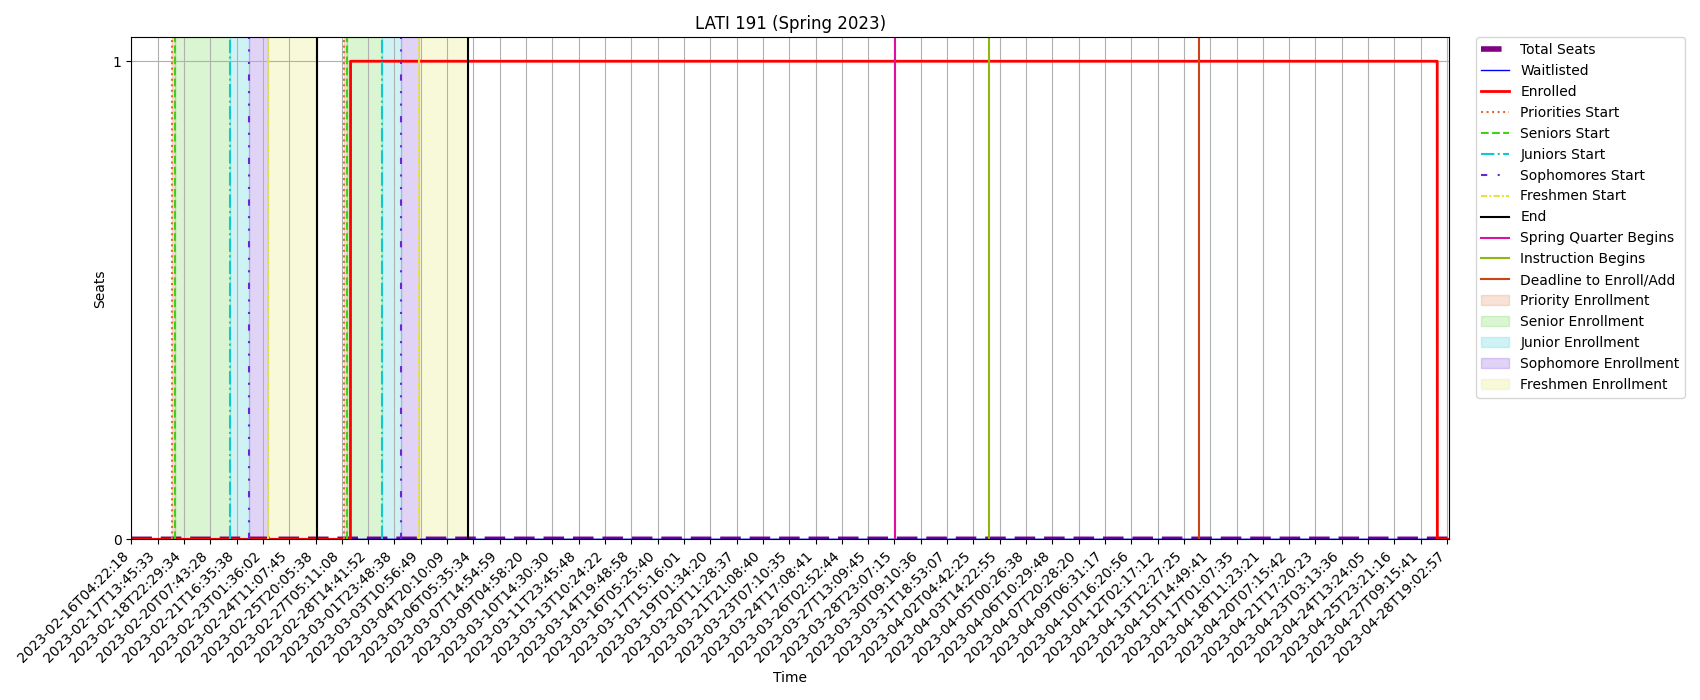 LATI 191 (Spring 2023)
Seats
1
0
2023-02-16T04:22:18
2023-02-17T13:45:33
2023-02-18T22:29:34
2023-02-20T07:43:28
2023-02-21T16:35:38
2023-02-23T01:36:02
2023-02-24T11:07:45
2023-02-25T20:05:38
2023-02-27T05:11:08
2023-02-28T14:41:52
2023-03-01T23:48:38
2023-03-03T10:56:49
2023-03-04T20:10:09
2023-03-06T05:35:34
2023-03-07T14:54:59
2023-03-09T04:58:20
2023-03-10T14:30:30
2023-03-11T23:45:48
2023-03-13T10:24:22
2023-03-14T19:48:58
2023-03-16T05:25:40
2023-03-17T15:16:01
2023-03-19T01:34:20
2023-03-20T11:28:37
2023-03-21T21:08:40
2023-03-23T07:10:35
2023-03-24T17:08:41
2023-03-26T02:52:44
2023-03-27T13:09:45
2023-03-28T23:07:15
2023-03-30T09:10:36
2023-03-31T18:53:07
2023-04-02T04:42:25
2023-04-03T14:22:55
2023-04-05T00:26:38
2023-04-06T10:29:48
2023-04-07T20:28:20
2023-04-09T06:31:17
2023-04-10T16:20:56
2023-04-12T02:17:12
2023-04-13T12:27:25
2023-04-15T14:49:41
2023-04-17T01:07:35
2023-04-18T11:23:21
2023-04-20T07:15:42
2023-04-21T17:20:23
2023-04-23T03:13:36
2023-04-24T13:24:05
2023-04-25T23:21:16
2023-04-27T09:15:41
2023-04-28T19:02:57
Time
Total Seats
Waitlisted
Enrolled
Priorities Start
Seniors Start
Juniors Start
Sophomores Start
Freshmen Start
End
Spring Quarter Begins
Instruction Begins
Deadline to Enroll/Add
Priority Enrollment
Senior Enrollment
Junior Enrollment
Sophomore Enrollment
Freshmen Enrollment